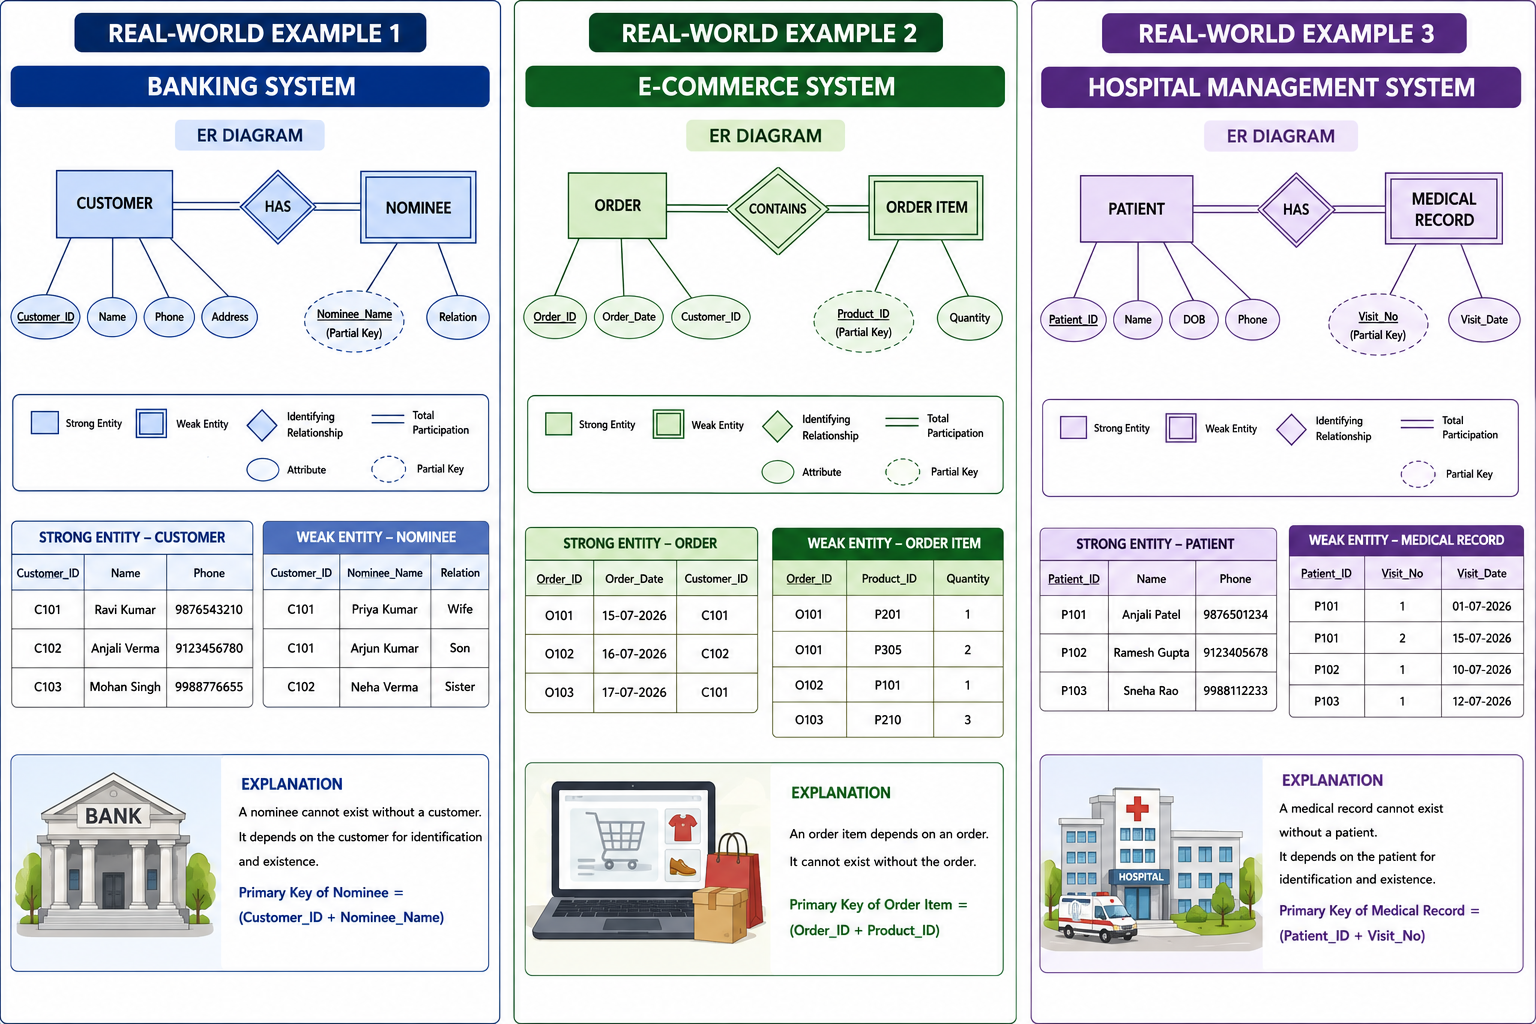 REAL-WORLD EXAMPLE 1
BANKING SYSTEM
ER DIAGRAM
CUSTOMER
HAS
NOMINEE
Customer_ID
Name
Phone
Address
Nominee_Name
(Partial Key)
Relation
Strong Entity
Weak Entity
Identifying
Relationship
Total
Participation
Attribute
Partial Key
STRONG ENTITY – CUSTOMER
Customer_ID Name Phone
C101 Ravi Kumar 9876543210
C102 Anjali Verma 9123456780
C103 Mohan Singh 9988776655
WEAK ENTITY – NOMINEE
Customer_ID Nominee_Name Relation
C101 Priya Kumar Wife
C101 Arjun Kumar Son
C102 Neha Verma Sister
BANK
EXPLANATION
A nominee cannot exist without a customer.
It depends on the customer for identification
and existence.
Primary Key of Nominee =
(Customer_ID + Nominee_Name)
REAL-WORLD EXAMPLE 2
E-COMMERCE SYSTEM
ER DIAGRAM
ORDER
CONTAINS
ORDER ITEM
Order_ID
Order_Date
Customer_ID
Product_ID
(Partial Key)
Quantity
Strong Entity
Weak Entity
Identifying
Relationship
Total
Participation
Attribute
Partial Key
STRONG ENTITY – ORDER
Order_ID Order_Date Customer_ID
O101 15-07-2026 C101
O102 16-07-2026 C102
O103 17-07-2026 C101
WEAK ENTITY – ORDER ITEM
Order_ID Product_ID Quantity
O101 P201 1
O101 P305 2
O102 P101 1
O103 P210 3
EXPLANATION
An order item depends on an order.
It cannot exist without the order.
Primary Key of Order Item =
(Order_ID + Product_ID)
REAL-WORLD EXAMPLE 3
HOSPITAL MANAGEMENT SYSTEM
ER DIAGRAM
PATIENT
HAS
MEDICAL
RECORD
Patient_ID
Name
DOB
Phone
Visit_No
(Partial Key)
Visit_Date
Strong Entity
Weak Entity
Identifying
Relationship
Total
Participation
Partial Key
STRONG ENTITY – PATIENT
Patient_ID Name Phone
P101 Anjali Patel 9876501234
P102 Ramesh Gupta 9123405678
P103 Sneha Rao 9988112233
WEAK ENTITY – MEDICAL RECORD
Patient_ID Visit_No Visit_Date
P101 1 01-07-2026
P101 2 15-07-2026
P102 1 10-07-2026
P103 1 12-07-2026
HOSPITAL
EXPLANATION
A medical record cannot exist
without a patient.
It depends on the patient for
identification and existence.
Primary Key of Medical Record =
(Patient_ID + Visit_No)